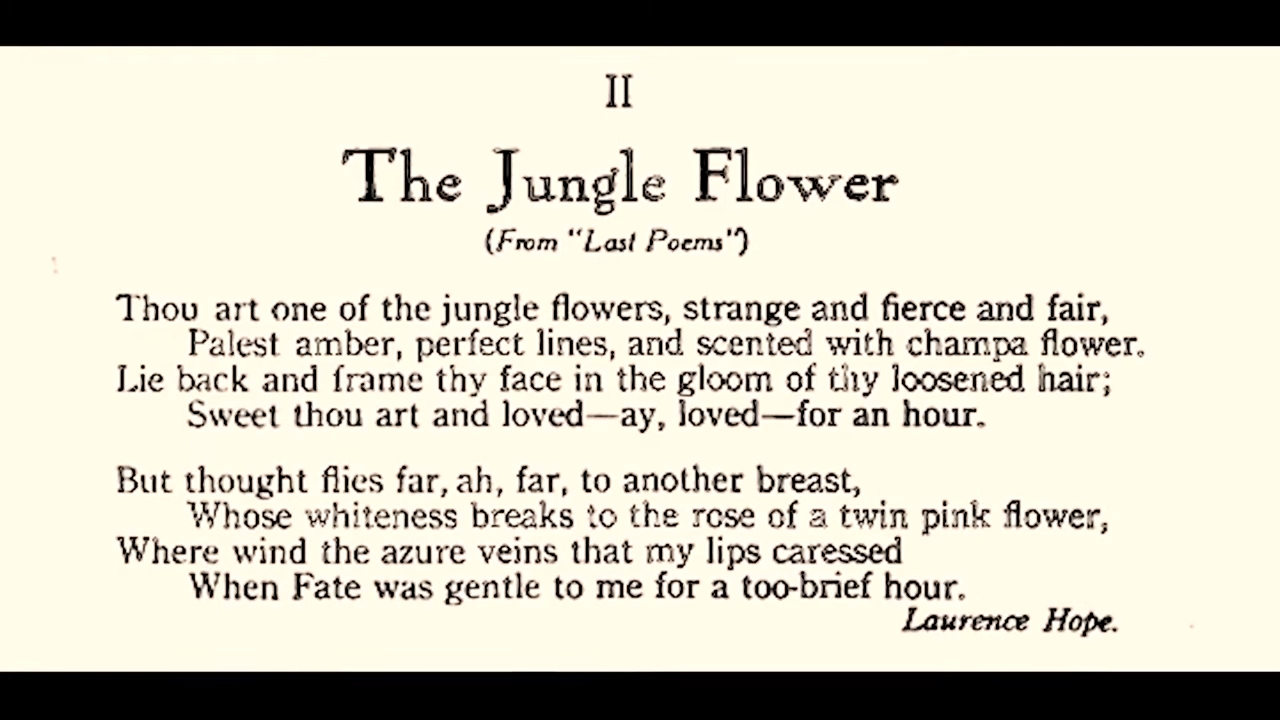 II
The Jungle Flower
(From "Last Poems")
Thou art one of the jungle flowers, strange and fierce and fair,
Palest amber, perfect lines, and scented with champa flower.
Lie back and frame thy face in the gloom of thy loosened hair;
Sweet thou art and loved—ay, loved—for an hour.
But thought flies far, ah, far, to another breast,
Whose whiteness breaks to the rose of a twin pink flower,
Where wind the azure veins that my lips caressed
When Fate was gentle to me for a too-brief hour.
Laurence Hope.